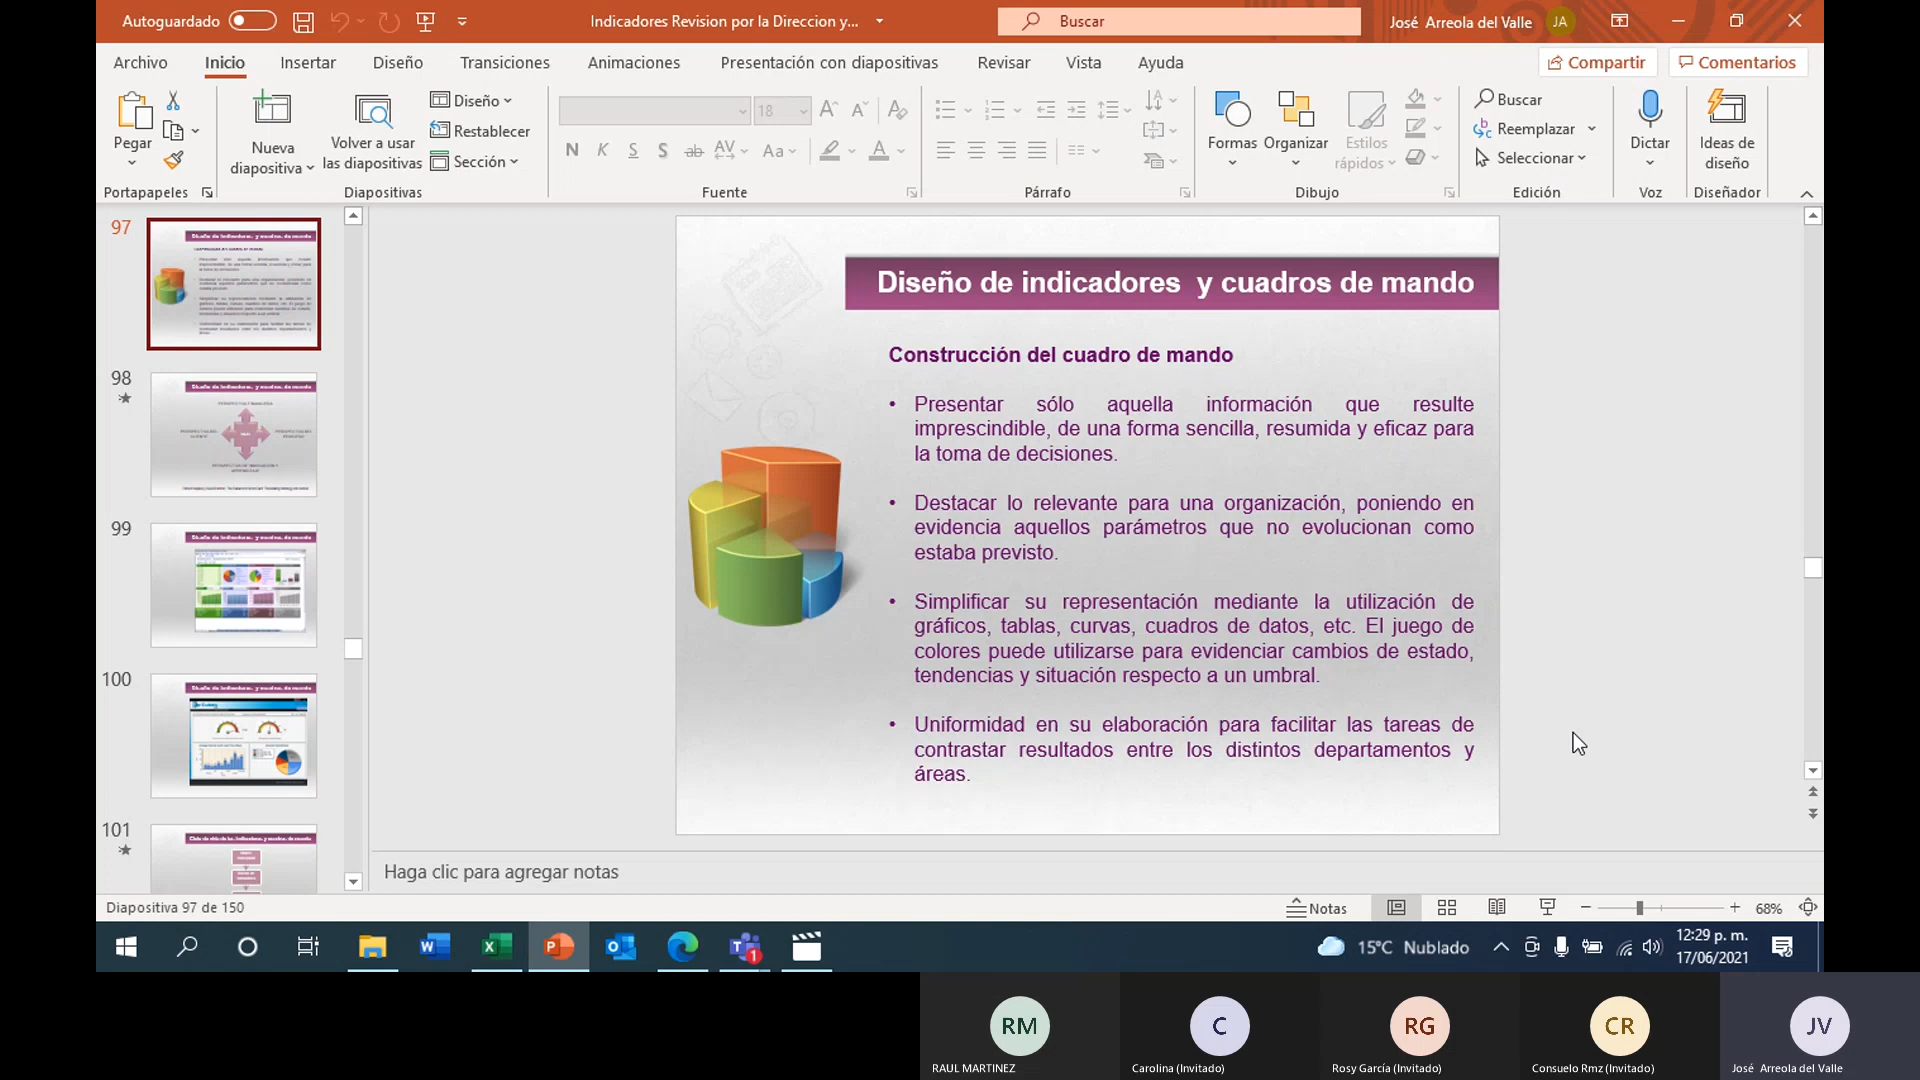 Autoguardado
Indicadores Revision por la Direccion y...
Buscar
José Arreola del Valle
JA
Archivo
Inicio
Insertar
Diseño
Transiciones
Animaciones
Presentación con diapositivas
Revisar
Vista
Ayuda
Compartir
Comentarios
Pegar
Portapapeles
Nueva
diapositiva
Volver a usar
las diapositivas
Diseño
Restablecer
Sección
Diapositivas
18
N K S S ab AV Aa A
Fuente
Párrafo
Formas
Organizar
Estilos
rápidos
Dibujo
Buscar
Reemplazar
Seleccionar
Edición
Dictar
Voz
Ideas de
diseño
Diseñador
97
98
99
100
101
Diseño de indicadores y cuadros de mando
Construcción del cuadro de mando
• Presentar sólo aquella información que resulte
imprescindible, de una forma sencilla, resumida y eficaz para
la toma de decisiones.
• Destacar lo relevante para una organización, poniendo en
evidencia aquellos parámetros que no evolucionan como
estaba previsto.
• Simplificar su representación mediante la utilización de
gráficos, tablas, curvas, cuadros de datos, etc. El juego de
colores puede utilizarse para evidenciar cambios de estado,
tendencias y situación respecto a un umbral.
• Uniformidad en su elaboración para facilitar las tareas de
contrastar resultados entre los distintos departamentos y
áreas.
Haga clic para agregar notas
Diapositiva 97 de 150
Notas
68%
15°C Nublado
12:29 p. m.
17/06/2021
RM
RAUL MARTINEZ
C
Carolina (Invitado)
RG
Rosy García (Invitado)
CR
Consuelo Rmz (Invitado)
JV
José Arreola del Valle